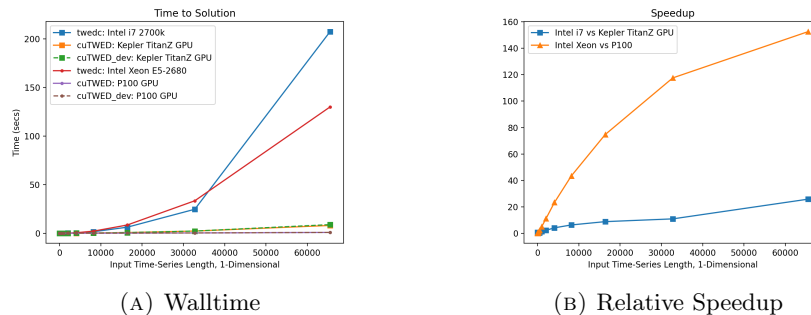 Time to Solution
twedc: Intel i7 2700k
cuTWED: Kepler TitanZ GPU
cuTWED_dev: Kepler TitanZ GPU
twedc: Intel Xeon E5-2680
cuTWED: P100 GPU
cuTWED_dev: P100 GPU
Time (secs)
200
150
100
50
0
0 10000 20000 30000 40000 50000 60000
Input Time-Series Length, 1-Dimensional
(A) Walltime
Speedup
Intel i7 vs Kepler TitanZ GPU
Intel Xeon vs P100
160
140
120
100
80
60
40
20
0
0 10000 20000 30000 40000 50000 60000
Input Time-Series Length, 1-Dimensional
(B) Relative Speedup